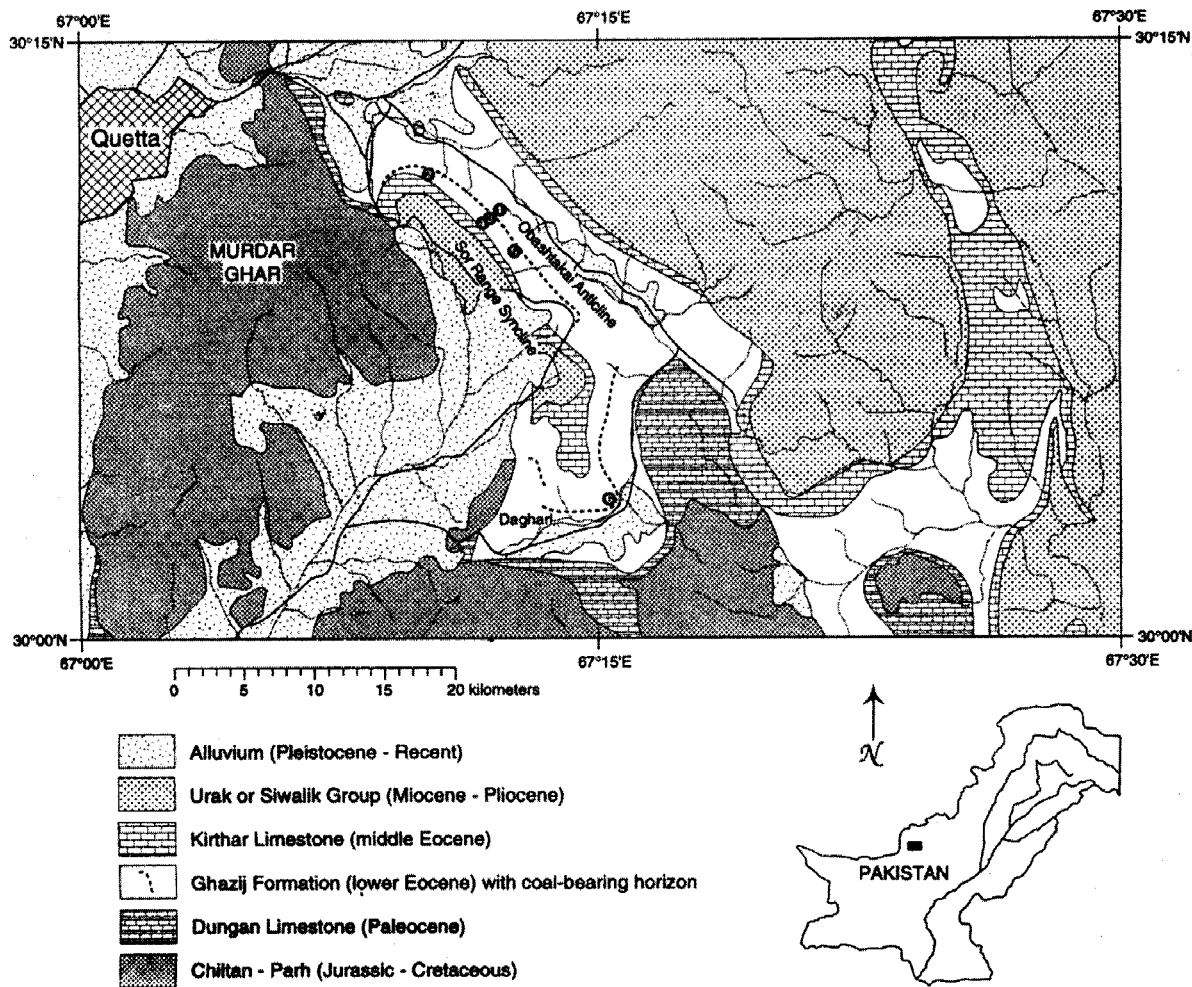 67°00'E
67°15'E
67°30'E
30°15'N
30°15'N
Quetta
MURDAR
GHAR
Sor Range Syncline
Daghari
30°00'N
30°00'N
67°00'E
67°15'E
67°30'E
0 5 10 15 20 kilometers
N
Alluvium (Pleistocene - Recent)
Urak or Siwalik Group (Miocene - Pliocene)
Kirthar Limestone (middle Eocene)
Ghazij Formation (lower Eocene) with coal-bearing horizon
Dungan Limestone (Paleocene)
Chiltan - Parh (Jurassic - Cretaceous)
PAKISTAN
Anticline